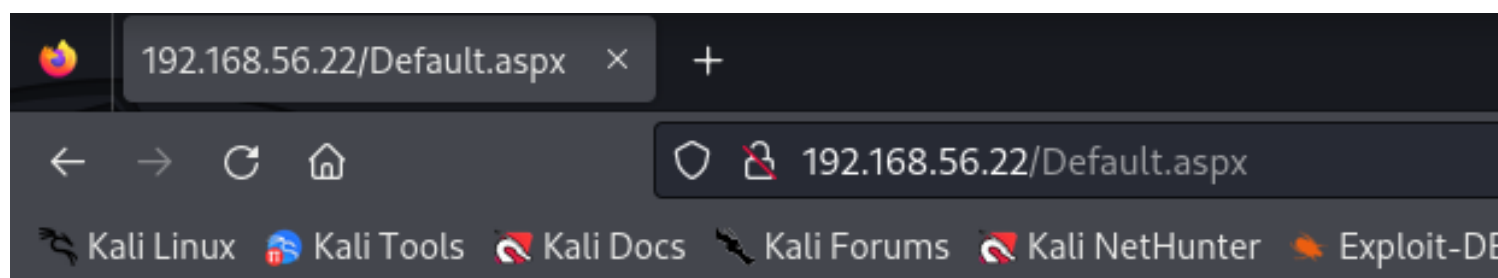 192.168.56.22/Default.aspx
192.168.56.22/Default.aspx
Kali Linux Kali Tools Kali Docs Kali Forums Kali NetHunter Exploit-DB